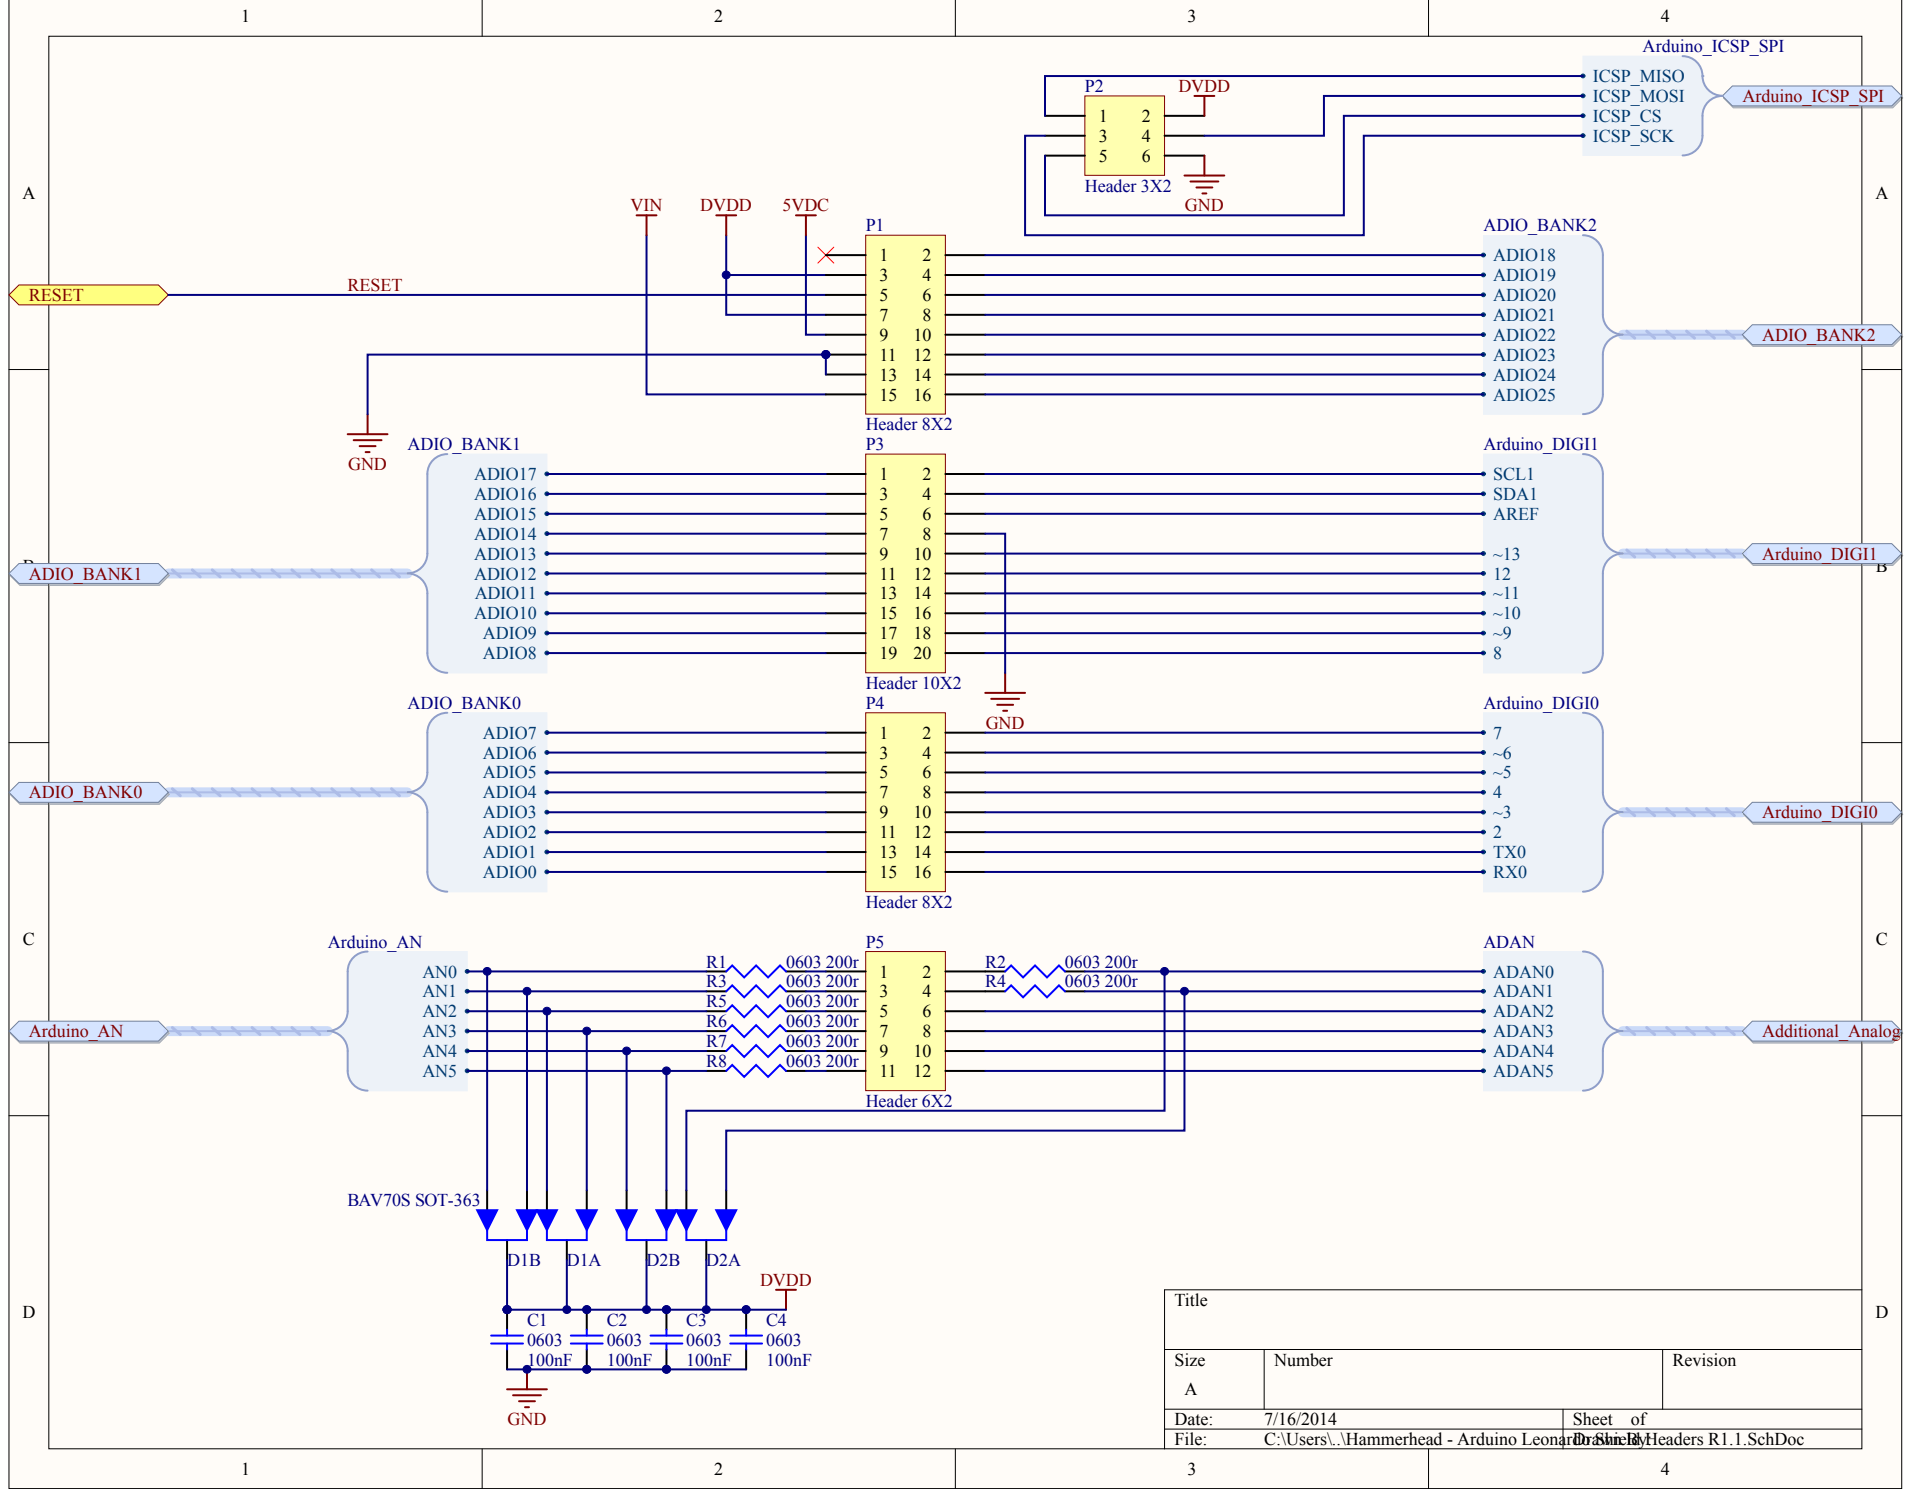 1 2 3 4
Arduino_ICSP_SPI
ICSP_MISO
ICSP_MOSI
ICSP_CS
ICSP_SCK
Arduino_ICSP_SPI
P2
DVDD
1 2
3 4
5 6
Header 3X2
GND
A A
VIN DVDD 5VDC
P1
ADIO_BANK2
1 2 ADIO18
3 4 ADIO19
RESET RESET 5 6 ADIO20
7 8 ADIO21
9 10 ADIO22
ADIO_BANK2
11 12 ADIO23
13 14 ADIO24
15 16 ADIO25
Header 8X2
GND
ADIO_BANK1 P3 Arduino_DIGI1
ADIO17 1 2 SCL1
ADIO16 3 4 SDA1
ADIO15 5 6 AREF
ADIO14 7 8
ADIO13 9 10 ~13 Arduino_DIGI1
B B
ADIO_BANK1 ADIO12 11 12 12
ADIO11 13 14 ~11
ADIO10 15 16 ~10
ADIO9 17 18 ~9
ADIO8 19 20 8
Header 10X2
GND
ADIO_BANK0 P4 Arduino_DIGI0
ADIO7 1 2 7
ADIO6 3 4 ~6
ADIO5 5 6 ~5
ADIO_BANK0 ADIO4 7 8 4
ADIO3 9 10 ~3 Arduino_DIGI0
ADIO2 11 12 2
ADIO1 13 14 TX0
ADIO0 15 16 RX0
Header 8X2
C C
Arduino_AN P5 ADAN
AN0 R1 0603 200r 1 2 R2 0603 200r ADAN0
AN1 R3 0603 200r 3 4 R4 0603 200r ADAN1
AN2 R5 0603 200r 5 6 ADAN2
Arduino_AN AN3 R6 0603 200r 7 8 ADAN3 Additional_Analog
AN4 R7 0603 200r 9 10 ADAN4
AN5 R8 0603 200r 11 12 ADAN5
Header 6X2
BAV70S SOT-363
D1B D1A D2B D2A
DVDD
D D
C1 C2 C3 C4
0603 0603 0603 0603
100nF 100nF 100nF 100nF
GND
Title
Size Number Revision
A
Date: 7/16/2014 Sheet of
File: C:\Users\..\Hammerhead - Arduino Leonardo Shield Headers R1.1.SchDoc
Drawn By:
1 2 3 4